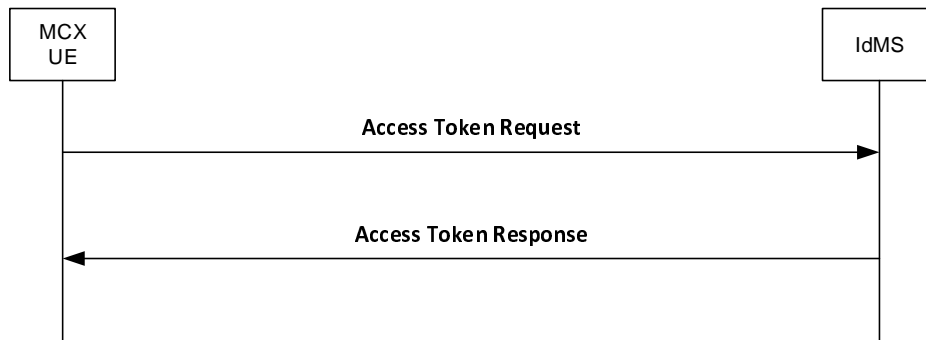 MCX
UE
IdMS
Access Token Request
Access Token Response